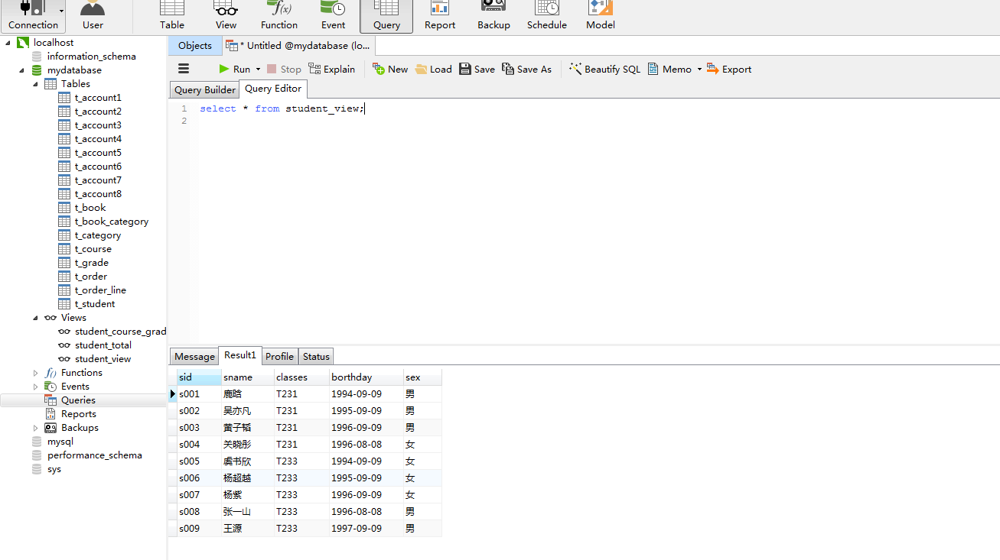 Connection User Table View Function Event Query Report Backup Schedule Model
localhost
information_schema
mydatabase
Tables
t_account1
t_account2
t_account3
t_account4
t_account5
t_account6
t_account7
t_account8
t_book
t_book_category
t_category
t_course
t_grade
t_order
t_order_line
t_student
Views
student_course_grad
student_total
student_view
Functions
Events
Queries
Reports
Backups
mysql
performance_schema
sys
Objects * Untitled @mydatabase (lo...
Run Stop Explain New Load Save Save As Beautify SQL Memo Export
Query Builder Query Editor
1 select * from student_view;
2
Message Result1 Profile Status
sid sname classes borthday sex
s001 鹿晗 T231 1994-09-09 男
s002 吴亦凡 T231 1995-09-09 男
s003 黄子韬 T231 1996-09-09 男
s004 关晓彤 T231 1996-08-08 女
s005 虞书欣 T233 1994-09-09 女
s006 杨超越 T233 1995-09-09 女
s007 杨紫 T233 1996-09-09 女
s008 张一山 T233 1996-08-08 男
s009 王源 T233 1997-09-09 男